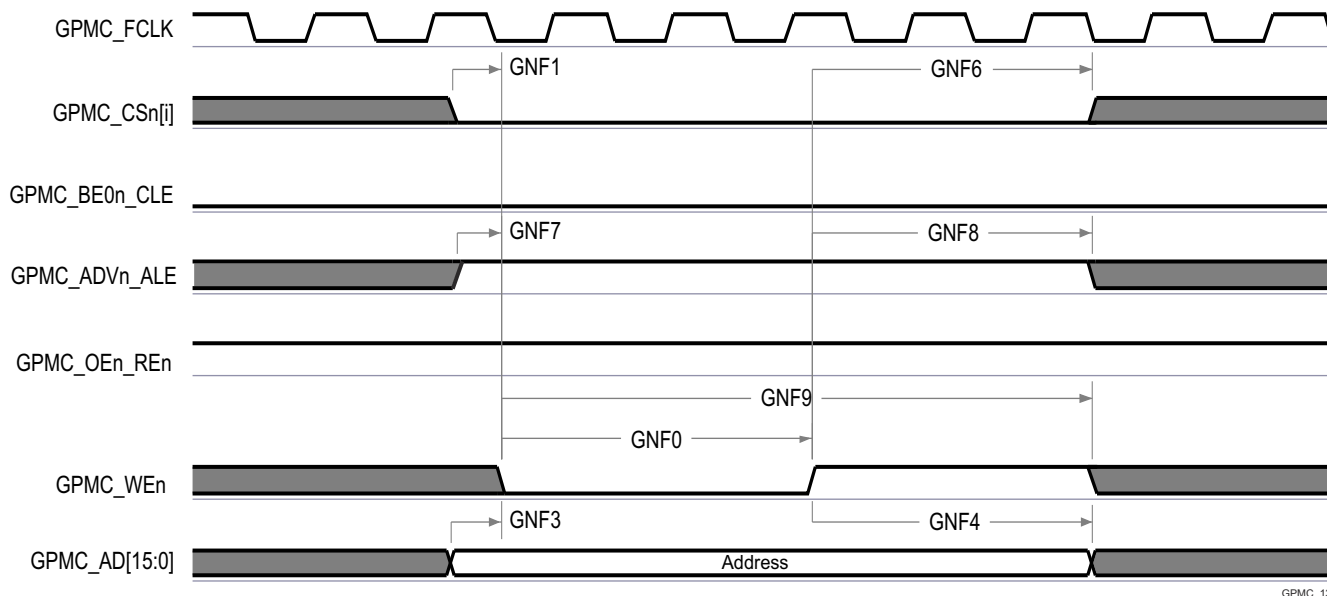 GPMC_FCLK
GNF1
GNF6
GPMC_CSn[i]
GPMC_BE0n_CLE
GNF7
GNF8
GPMC_ADVn_ALE
GPMC_OEn_REn
GNF9
GNF0
GPMC_WEn
GNF3
GNF4
GPMC_AD[15:0]
Address